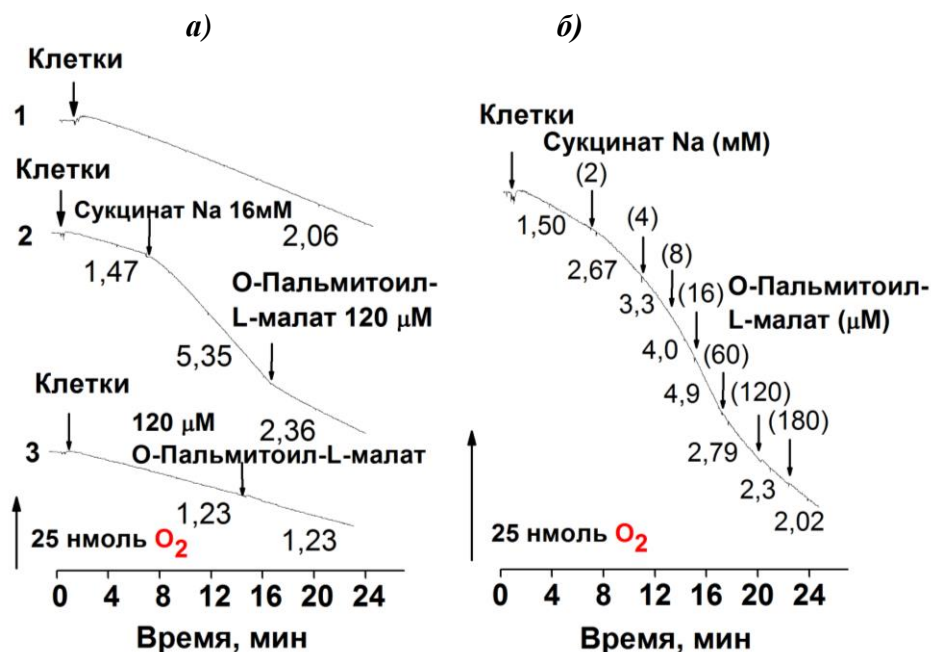 а)
Клетки
1
2,06
Клетки
2
Сукцинат Na 16мМ
1,47
О-Пальмитоил-
L-малат 120 μМ
5,35
2,36
Клетки
3
120 μМ
О-Пальмитоил-L-малат
1,23
1,23
25 нмоль O2
0 4 8 12 16 20 24
Время, мин
б)
Клетки
Сукцинат Na (мМ)
(2)
(4)
(8)
(16)
О-Пальмитоил-
L-малат (μМ)
(60)
(120)
(180)
1,50
2,67
3,3
4,0
4,9
2,79
2,3
2,02
25 нмоль O2
0 4 8 12 16 20 24
Время, мин